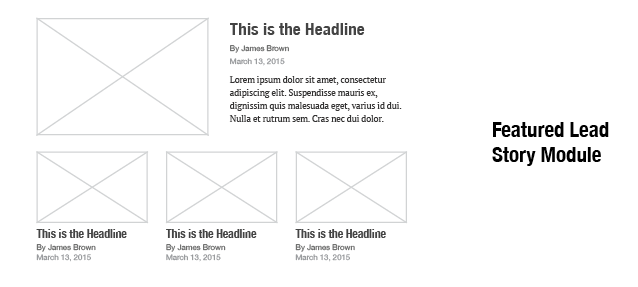 This is the Headline
By James Brown
March 13, 2015
Lorem ipsum dolor sit amet, consectetur
adipiscing elit. Suspendisse mauris ex,
dignissim quis malesuada eget, varius id dui.
Nulla et rutrum sem. Cras nec dui dolor.
This is the Headline
By James Brown
March 13, 2015
This is the Headline
By James Brown
March 13, 2015
This is the Headline
By James Brown
March 13, 2015
Featured Lead
Story Module